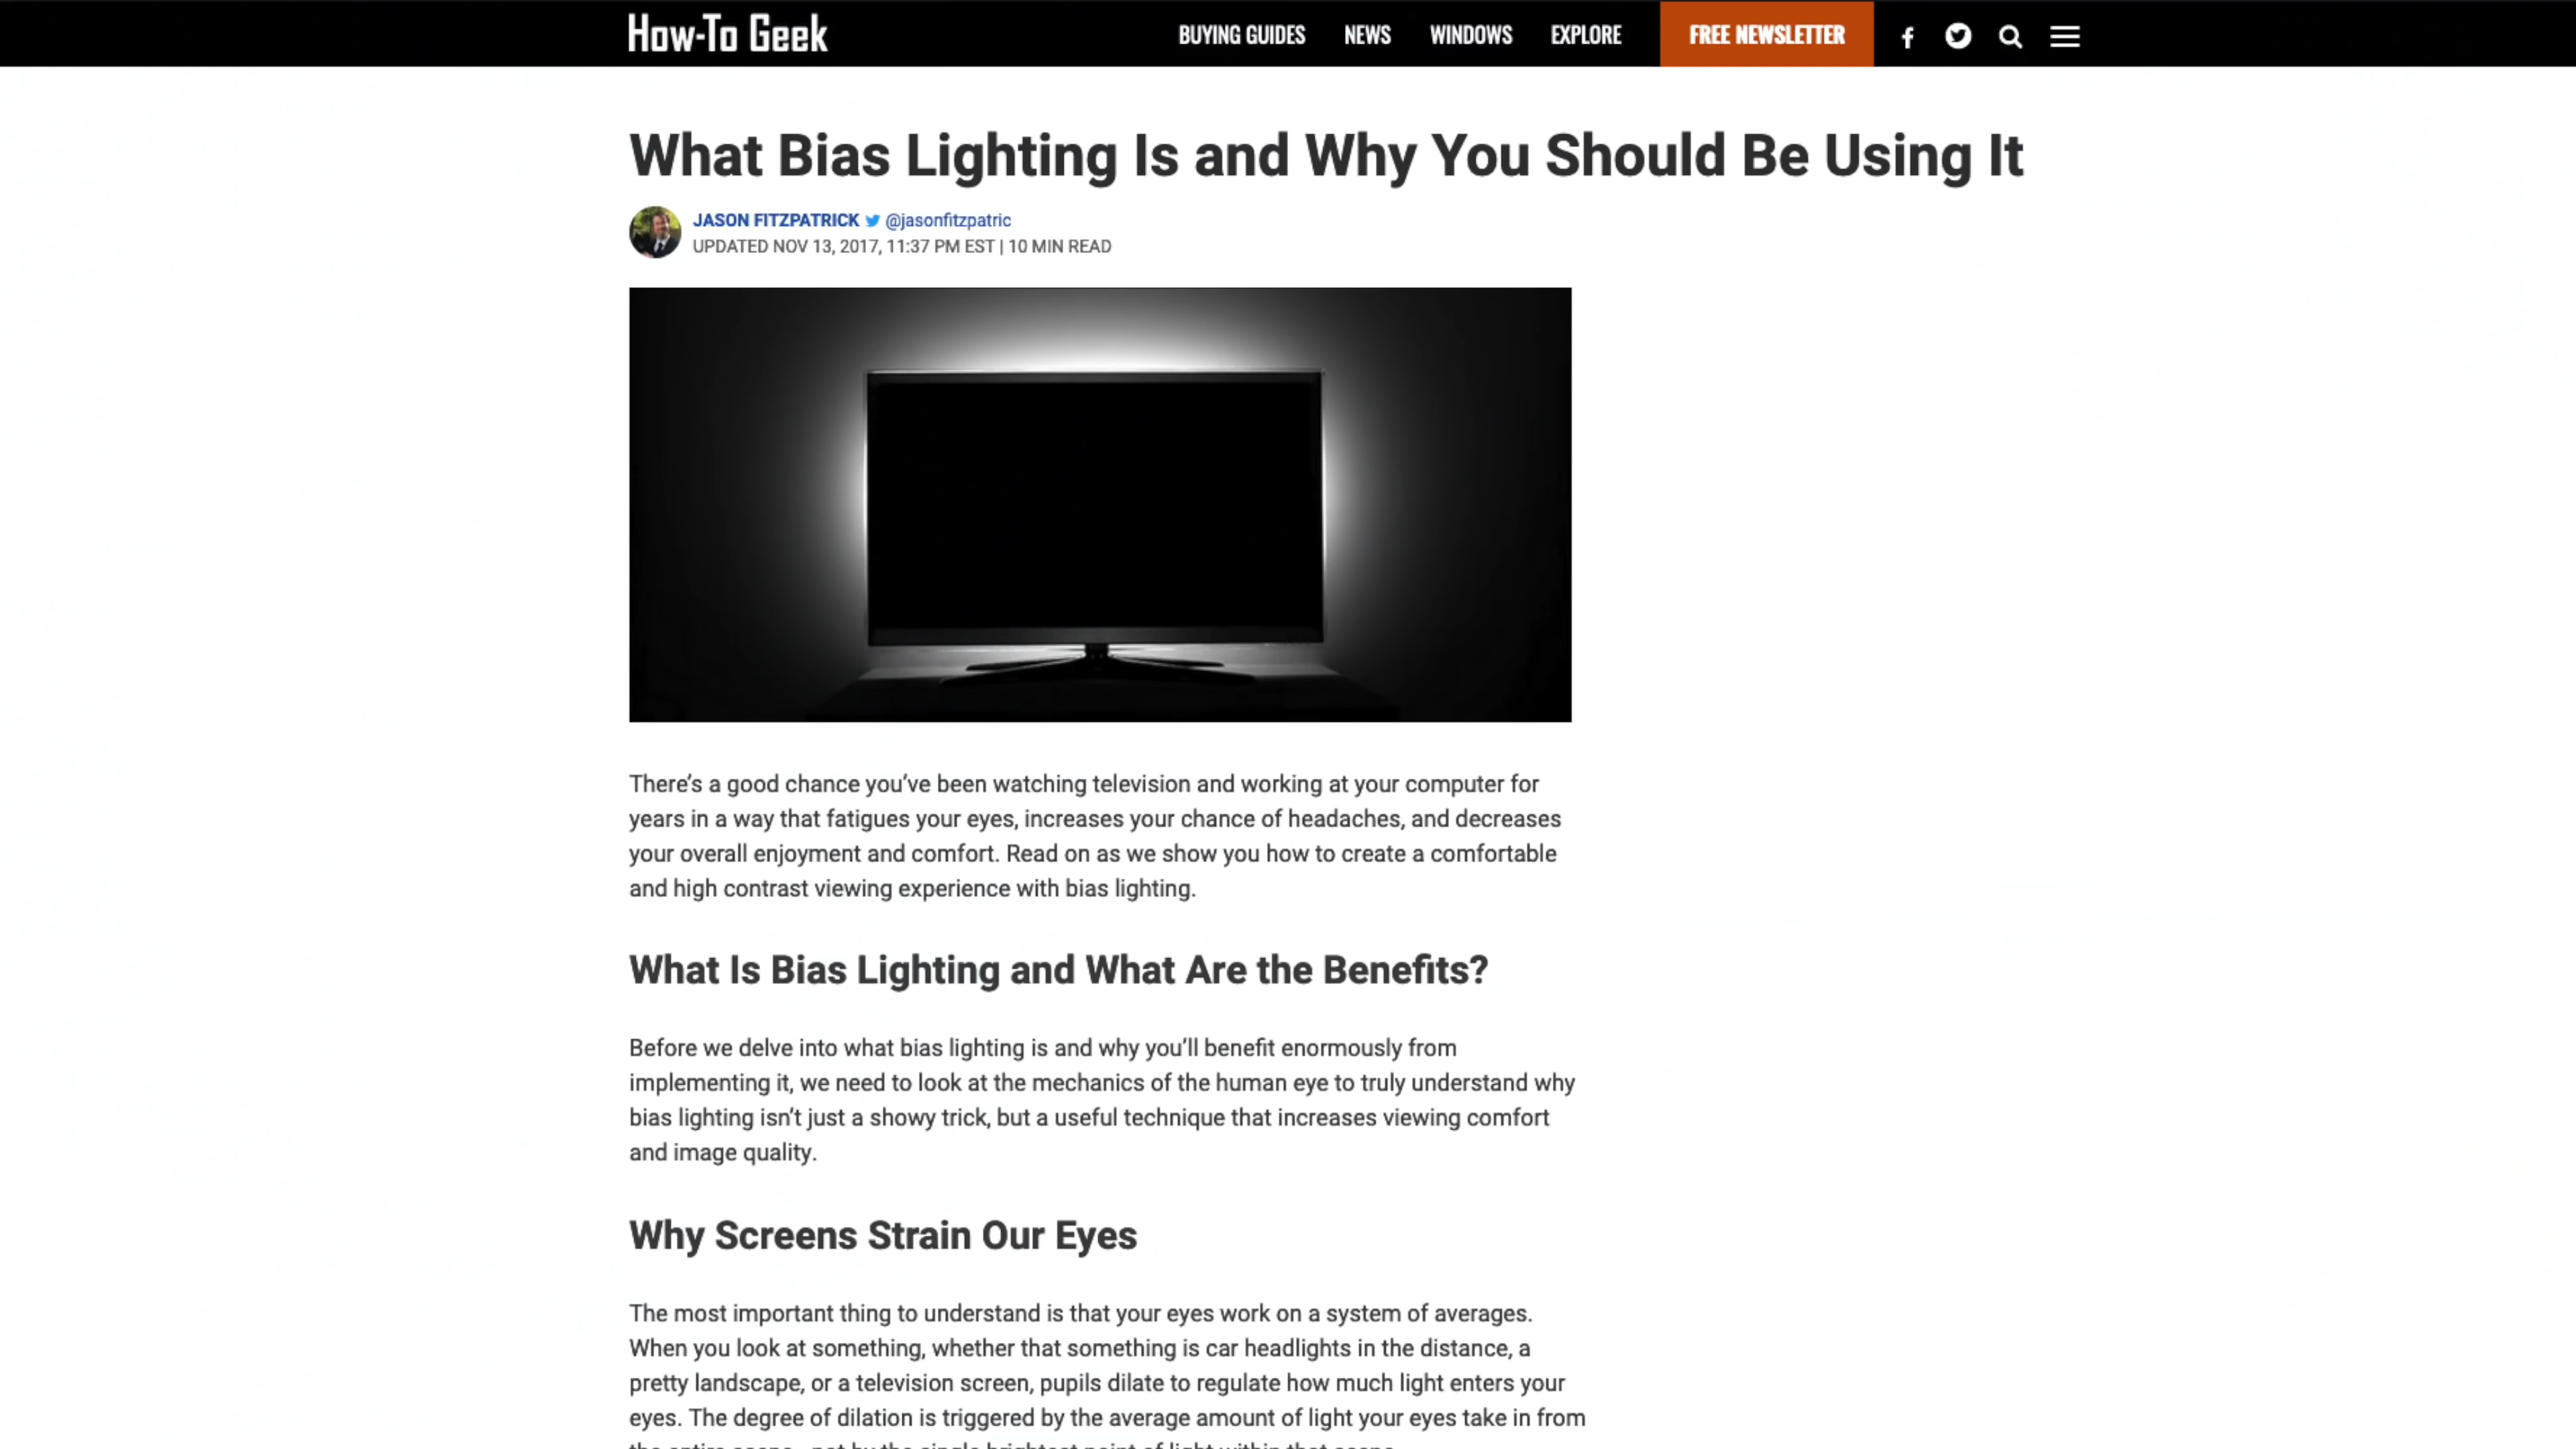 How-To Geek
BUYING GUIDES NEWS WINDOWS EXPLORE FREE NEWSLETTER
What Bias Lighting Is and Why You Should Be Using It
JASON FITZPATRICK @jasonfitzpatric
UPDATED NOV 13, 2017, 11:37 PM EST | 10 MIN READ
There’s a good chance you’ve been watching television and working at your computer for
years in a way that fatigues your eyes, increases your chance of headaches, and decreases
your overall enjoyment and comfort. Read on as we show you how to create a comfortable
and high contrast viewing experience with bias lighting.
What Is Bias Lighting and What Are the Benefits?
Before we delve into what bias lighting is and why you’ll benefit enormously from
implementing it, we need to look at the mechanics of the human eye to truly understand why
bias lighting isn’t just a showy trick, but a useful technique that increases viewing comfort
and image quality.
Why Screens Strain Our Eyes
The most important thing to understand is that your eyes work on a system of averages.
When you look at something, whether that something is car headlights in the distance, a
pretty landscape, or a television screen, pupils dilate to regulate how much light enters your
eyes. The degree of dilation is triggered by the average amount of light your eyes take in from